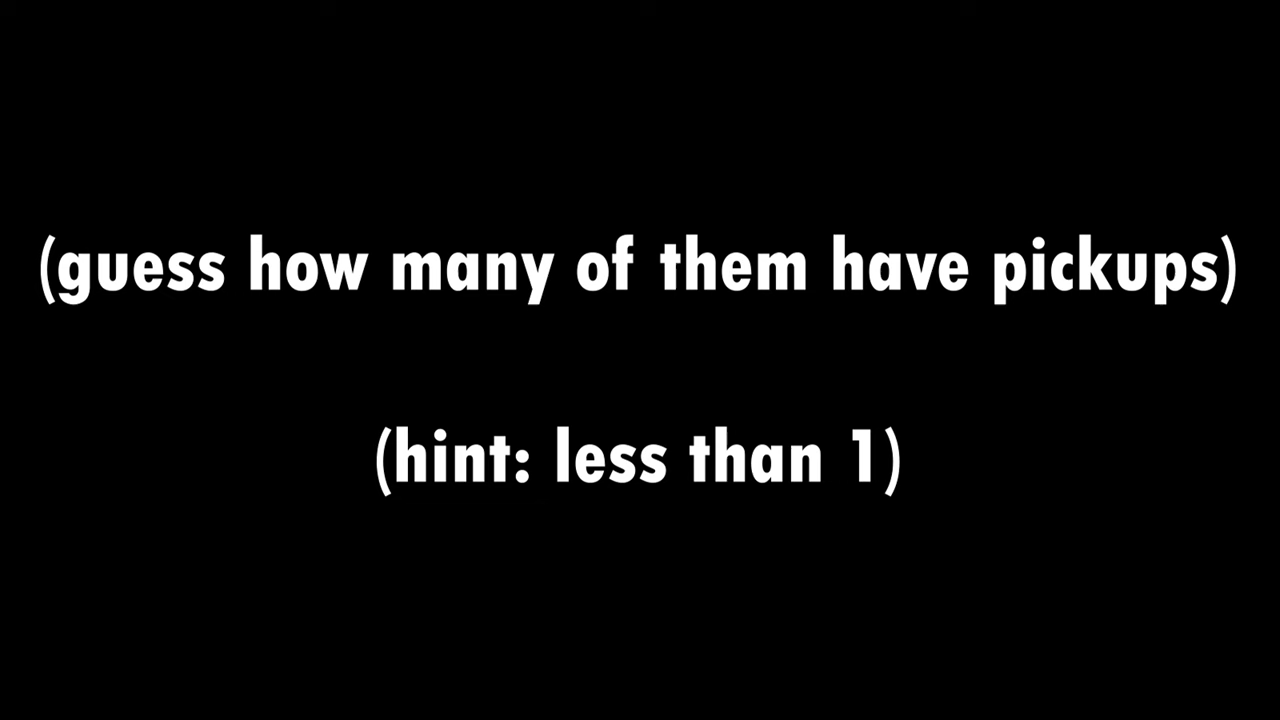 (guess how many of them have pickups)
(hint: less than 1)